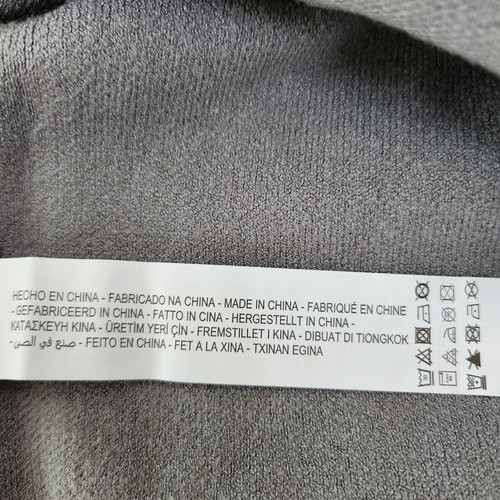 HECHO EN CHINA - FABRICADO NA CHINA - MADE IN CHINA - FABRIQUÉ EN CHINE
- GEFABRICEERD IN CHINA - FATTO IN CINA - HERGESTELLT IN CHINA -
ΚΑΤΑΣΚΕΥΗ ΚΙΝΑ - ÜRETİM YERİ ÇİN - FREMSTILLET I KINA - DIBUAT DI TIONGKOK
- صنع في الصى - FEITO EN CHINA - FET A LA XINA - TXINAN EGINA